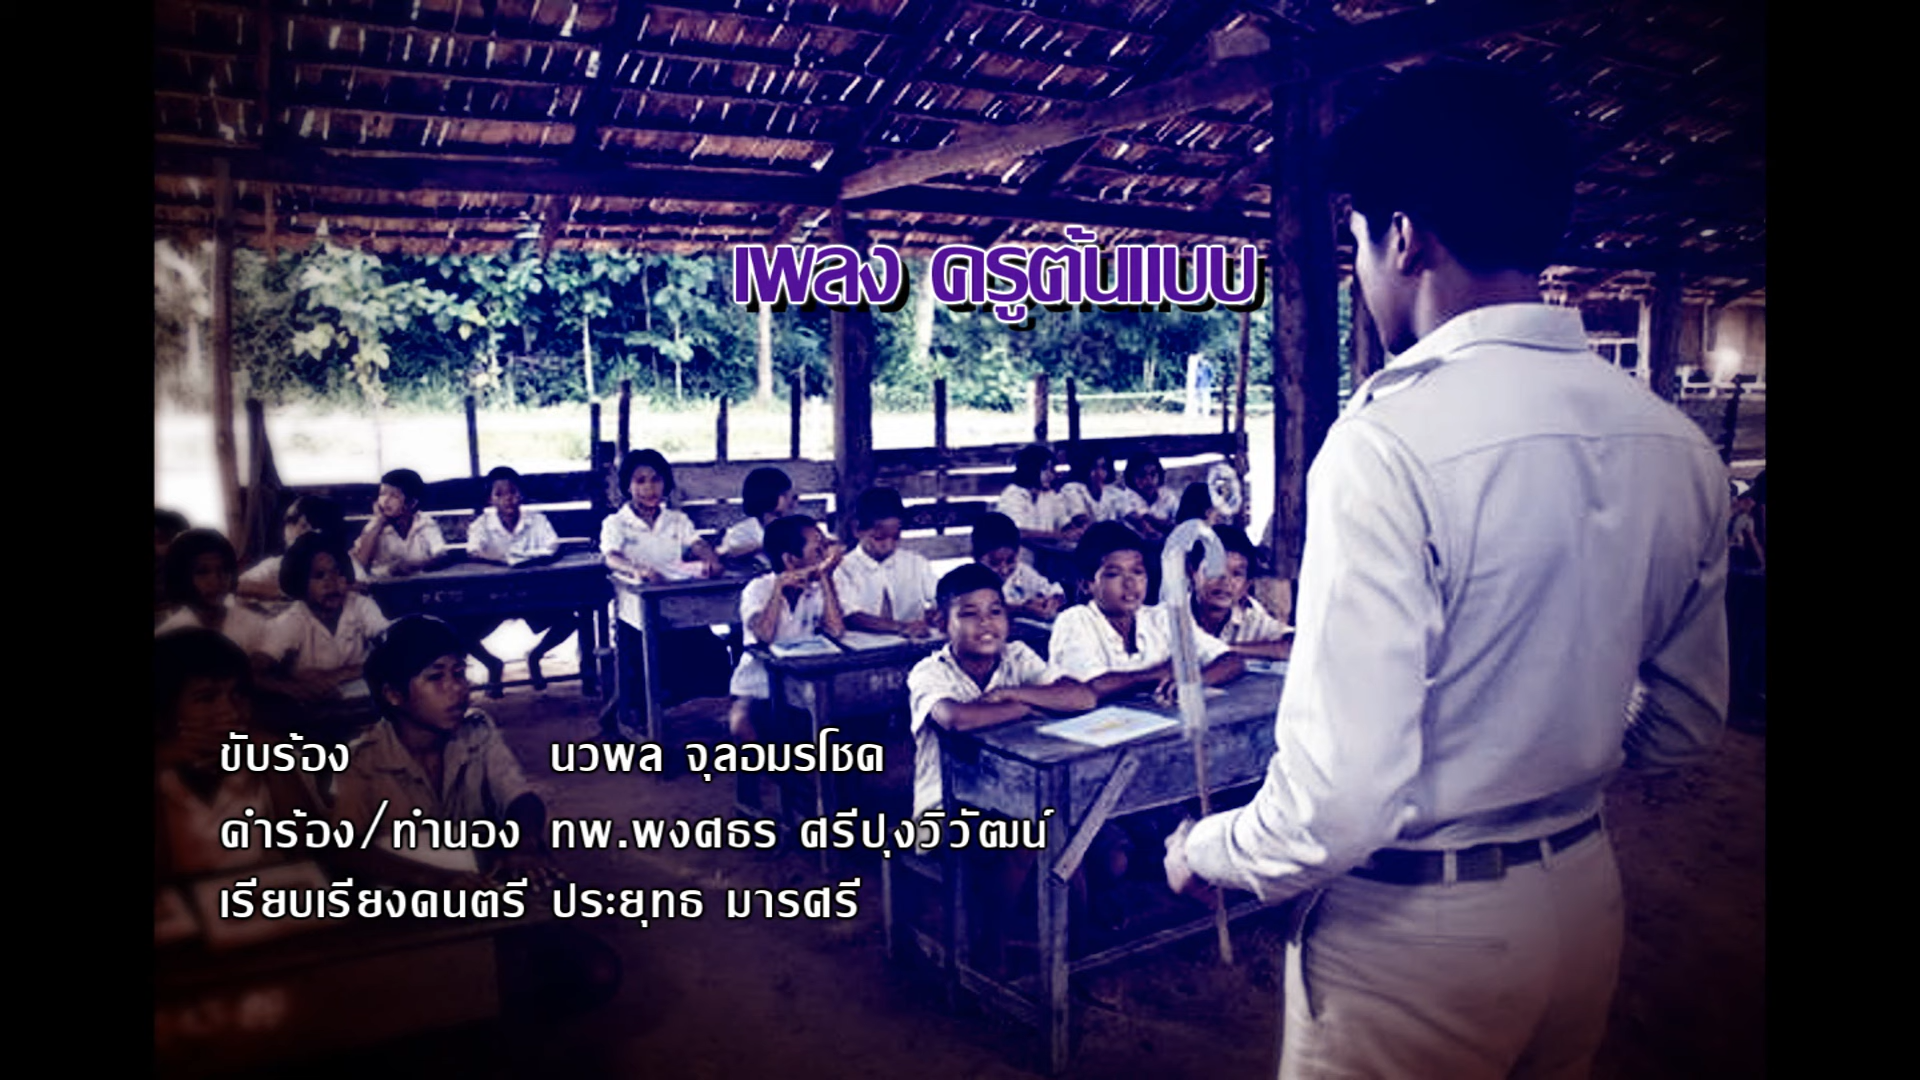 เพลง ครูต้นแบบ
ขับร้อง นวพล จุลอมรโชค
คำร้อง/ทำนอง ทพ.พงศธร ศรีปุงวิวัฒน์
เรียบเรียงดนตรี ประยุทธ มารศรี